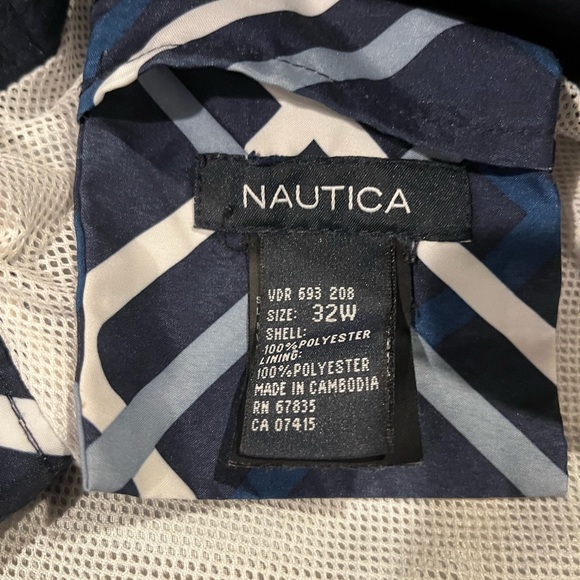 NAUTICA
VDR 693 208
SIZE: 32W
SHELL:
100%POLYESTER
LINING:
100%POLYESTER
MADE IN CAMBODIA
RN 67835
CA 07415